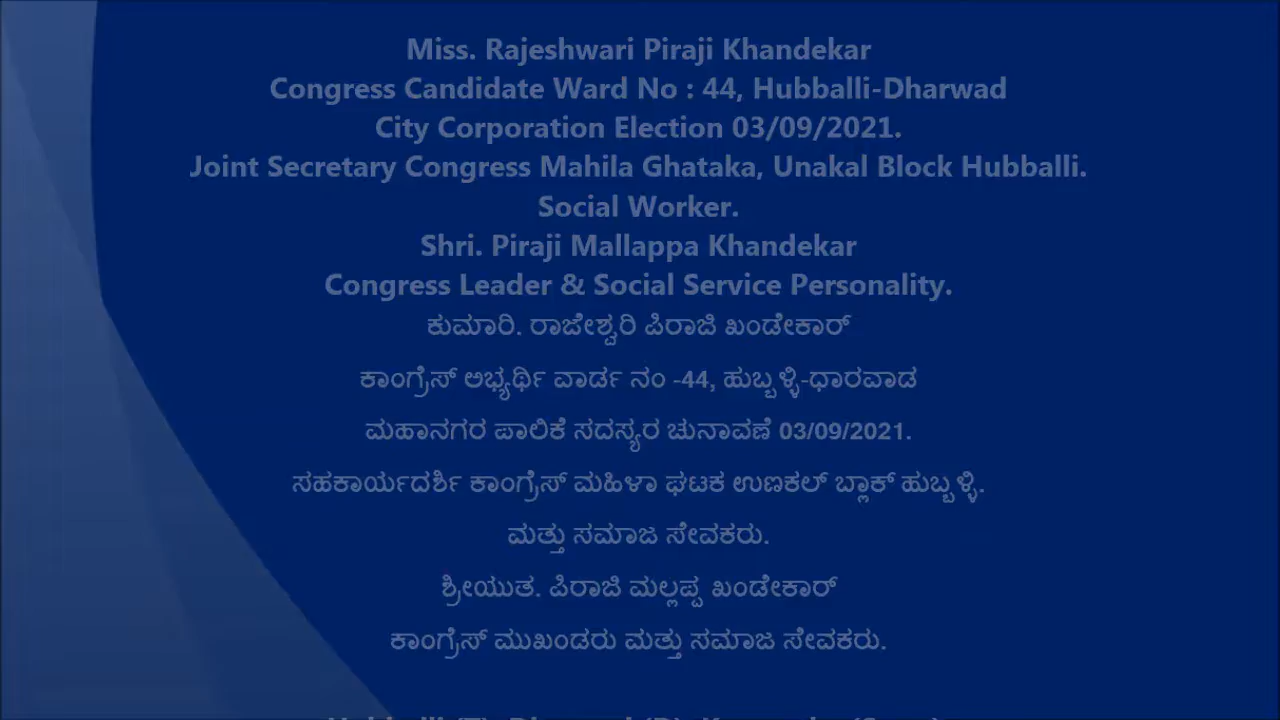 Miss. Rajeshwari Piraji Khandekar
Congress Candidate Ward No : 44, Hubballi-Dharwad
City Corporation Election 03/09/2021.
Joint Secretary Congress Mahila Ghataka, Unakal Block Hubballi.
Social Worker.
Shri. Piraji Mallappa Khandekar
Congress Leader & Social Service Personality.
ಕುಮಾರಿ. ರಾಜೇಶ್ವರಿ ಪಿರಾಜಿ ಖಂಡೇಕಾರ್
ಕಾಂಗ್ರೆಸ್ ಅಭ್ಯರ್ಥಿ ವಾರ್ಡ ನಂ -44, ಹುಬ್ಬಳ್ಳಿ-ಧಾರವಾಡ
ಮಹಾನಗರ ಪಾಲಿಕೆ ಸದಸ್ಯರ ಚುನಾವಣೆ 03/09/2021.
ಸಹಕಾರ್ಯದರ್ಶಿ ಕಾಂಗ್ರೆಸ್ ಮಹಿಳಾ ಘಟಕ ಉಣಕಲ್ ಬ್ಲಾಕ್ ಹುಬ್ಬಳ್ಳಿ.
ಮತ್ತು ಸಮಾಜ ಸೇವಕರು.
ಶ್ರೀಯುತ. ಪಿರಾಜಿ ಮಲ್ಲಪ್ಪ ಖಂಡೇಕಾರ್
ಕಾಂಗ್ರೆಸ್ ಮುಖಂಡರು ಮತ್ತು ಸಮಾಜ ಸೇವಕರು.